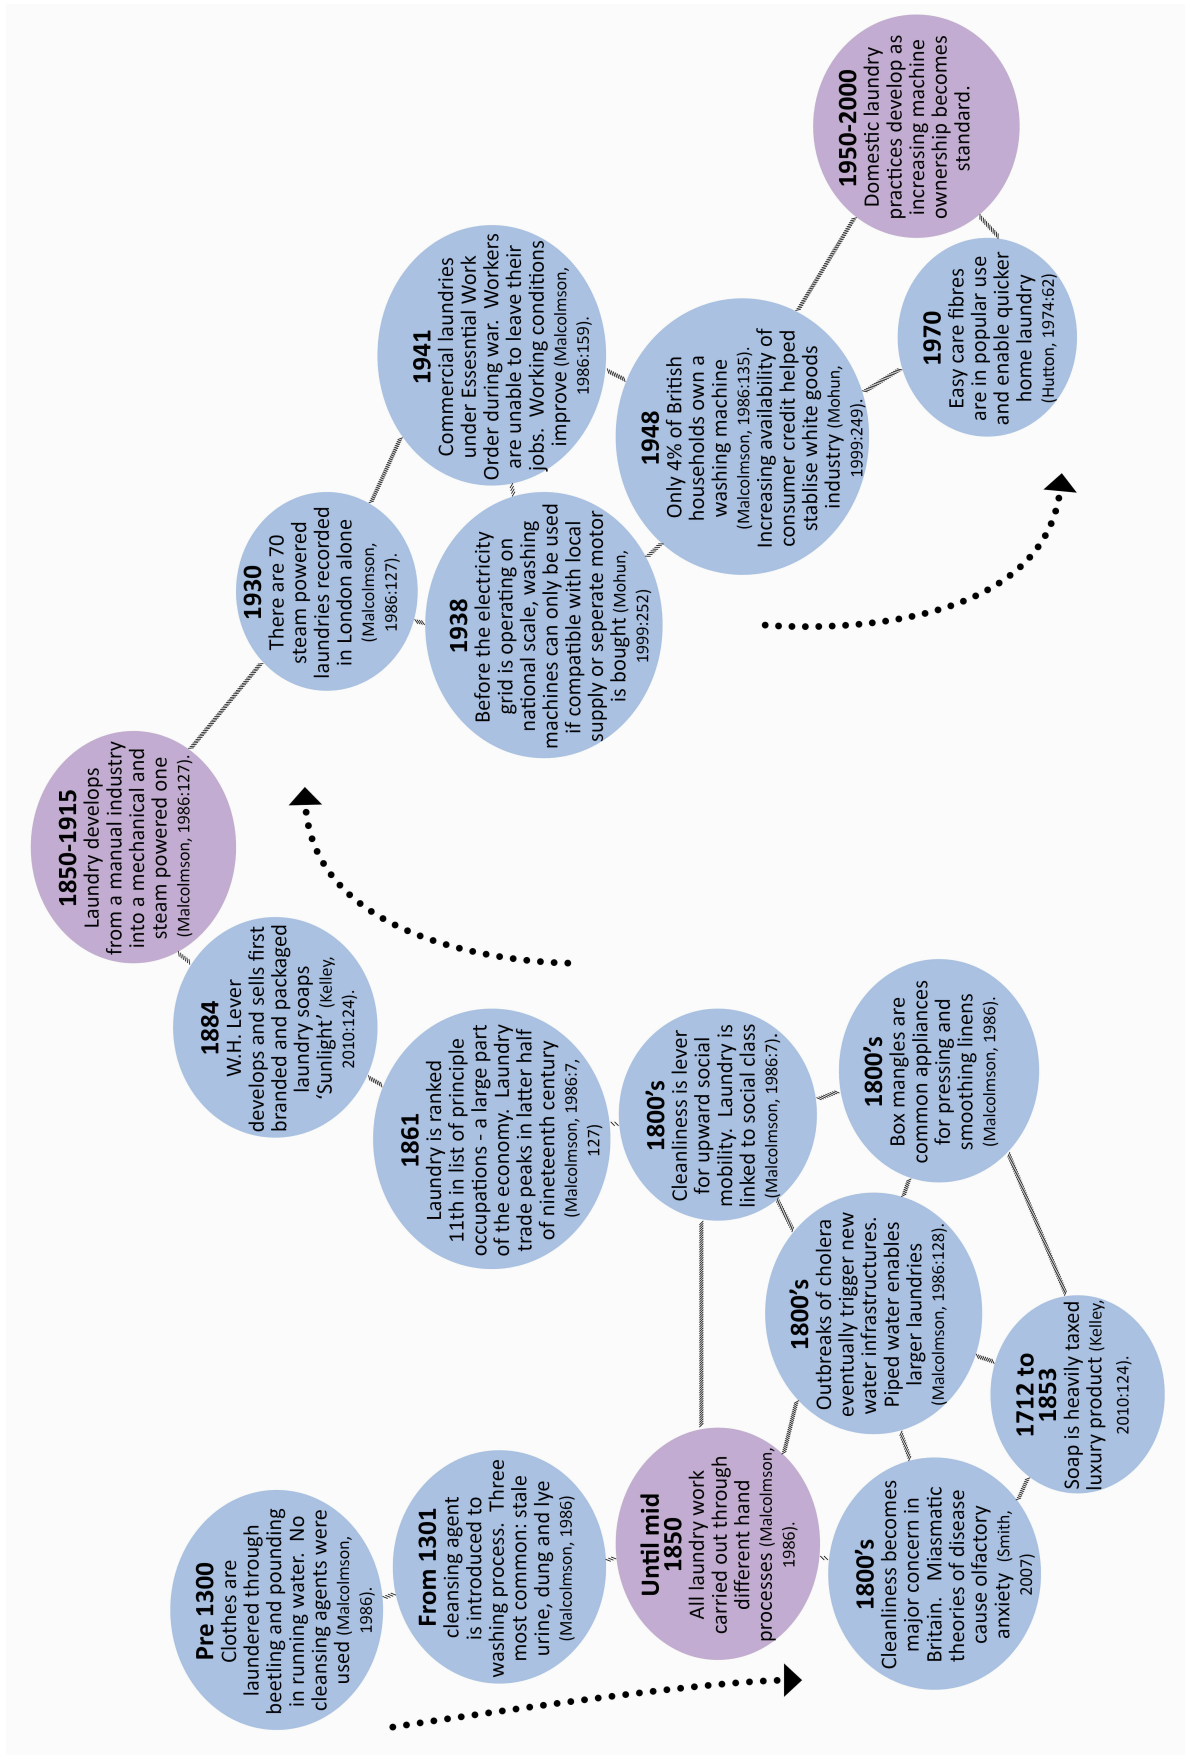 Pre 1300
Clothes are
laundered through
beetling and pounding
in running water.  No
cleansing agents were
used (Malcolmson,
1986).
From 1301
cleansing agent
is introduced to
washing process.  Three
most common: stale
urine, dung and lye
(Malcolmson, 1986)
Until mid
1850
All laundry work
carried out through
different hand
processes (Malcolmson,
1986).
1800’s
Cleanliness becomes
major concern in
Britain.  Miasmatic
theories of disease
cause olfactory
anxiety  (Smith,
2007)
1712 to
1853
Soap is heavily taxed
luxury product (Kelley,
2010:124).
1800’s
Outbreaks of cholera
eventually trigger new
water infrastructures.
Piped water enables
larger laundries
(Malcolmson, 1986:128).
1800’s
Box mangles are
common appliances
for pressing and
smoothing linens
(Malcolmson, 1986).
1800’s
Cleanliness is lever
for upward social
mobility.  Laundry is
linked to social class
(Malcolmson, 1986:7).
1861
Laundry is ranked
11th in list of principle
occupations - a large part
of the economy.  Laundry
trade peaks in latter half
of nineteenth century
(Malcolmson, 1986:7,
127)
1884
W.H. Lever
develops and sells first
branded and packaged
laundry soaps
‘Sunlight’ (Kelley,
2010:124).
1850-1915
Laundry develops
from a manual industry
into a mechanical and
steam powered one
(Malcolmson, 1986:127).
1930
There are 70
steam powered
laundries recorded
in London alone
(Malcolmson,
1986:127).
1938
Before the electricity
grid is operating on
national scale, washing
machines can only be used
if compatible with local
supply or seperate motor
is bought (Mohun,
1999:252)
1941
Commercial laundries
under Essesntial Work
Order during war.  Workers
are unable to leave their
jobs.  Working conditions
improve (Malcolmson,
1986:159).
1948
Only 4% of British
households own a
washing machine
(Malcolmson, 1986:135).
Increasing availability of
consumer credit helped
stablise white goods
industry (Mohun,
1999:249).
1970
Easy care fibres
are in popular use
and enable quicker
home laundry
(Hutton, 1974:62)
1950-2000
Domestic laundry
practices develop as
increasing machine
ownership becomes
standard.